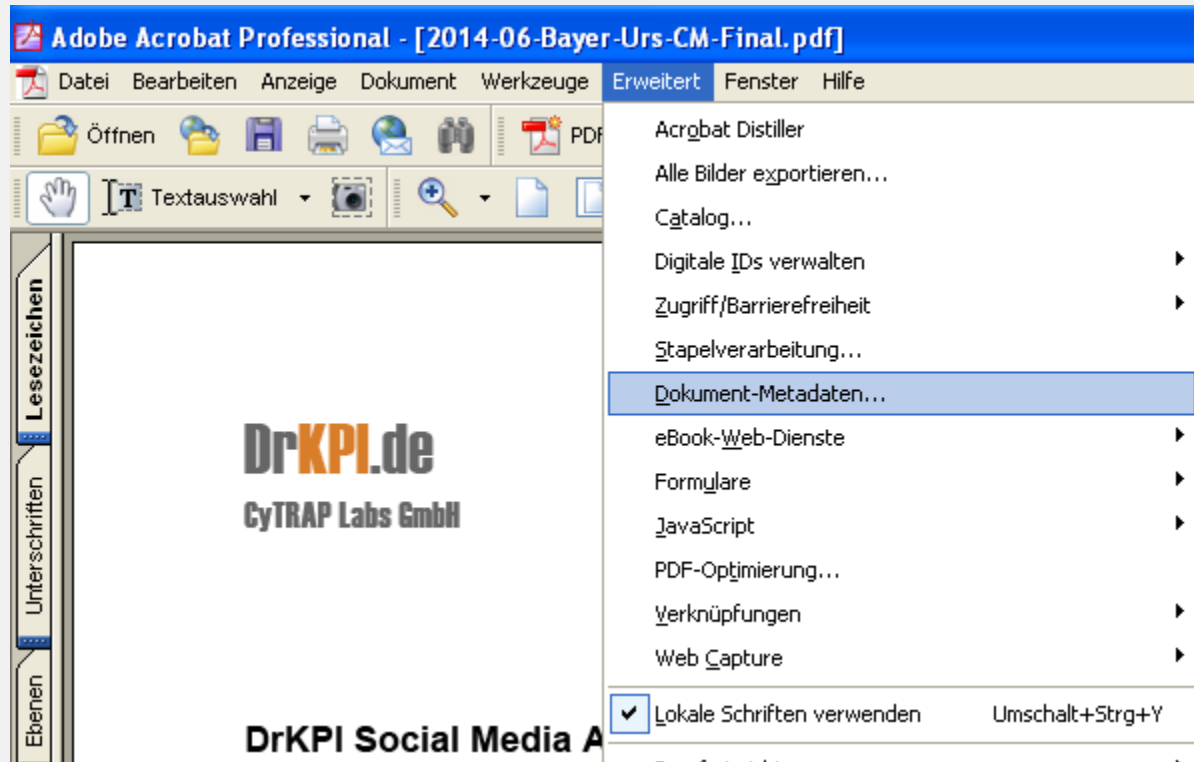 Adobe Acrobat Professional - [2014-06-Bayer-Urs-CM-Final.pdf]
Datei Bearbeiten Anzeige Dokument Werkzeuge Erweitert Fenster Hilfe
Öffnen PDF
Textauswahl
Acrobat Distiller
Alle Bilder exportieren...
Catalog...
Digitale IDs verwalten
Zugriff/Barrierefreiheit
Stapelverarbeitung...
Dokument-Metadaten...
eBook-Web-Dienste
Formulare
JavaScript
PDF-Optimierung...
Verknüpfungen
Web Capture
Lokale Schriften verwenden Umschalt+Strg+Y
Lesezeichen
Unterschriften
Ebenen
DrKPI.de
CyTRAP Labs GmbH
DrKPI Social Media A